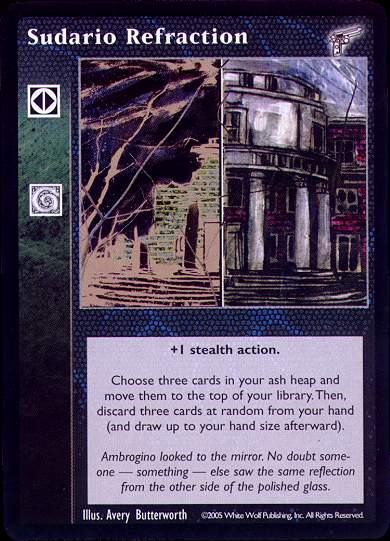 Sudario Refraction
+1 stealth action.
Choose three cards in your ash heap and
move them to the top of your library. Then,
discard three cards at random from your hand
(and draw up to your hand size afterward).
Ambrogino looked to the mirror. No doubt some-
one — something — else saw the same reflection
from the other side of the polished glass.
Illus. Avery Butterworth ©2005 White Wolf Publishing, Inc. All Rights Reserved.